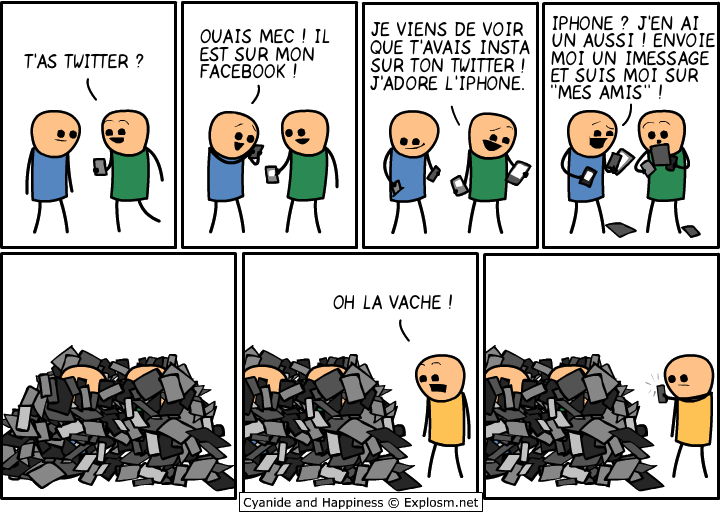 T'AS TWITTER ?
OUAIS MEC ! IL
EST SUR MON
FACEBOOK !
JE VIENS DE VOIR
QUE T'AVAIS INSTA
SUR TON TWITTER !
J'ADORE L'IPHONE.
IPHONE ? J'EN AI
UN AUSSI ! ENVOIE
MOI UN IMESSAGE
ET SUIS MOI SUR
"MES AMIS" !
OH LA VACHE !
Cyanide and Happiness © Explosm.net